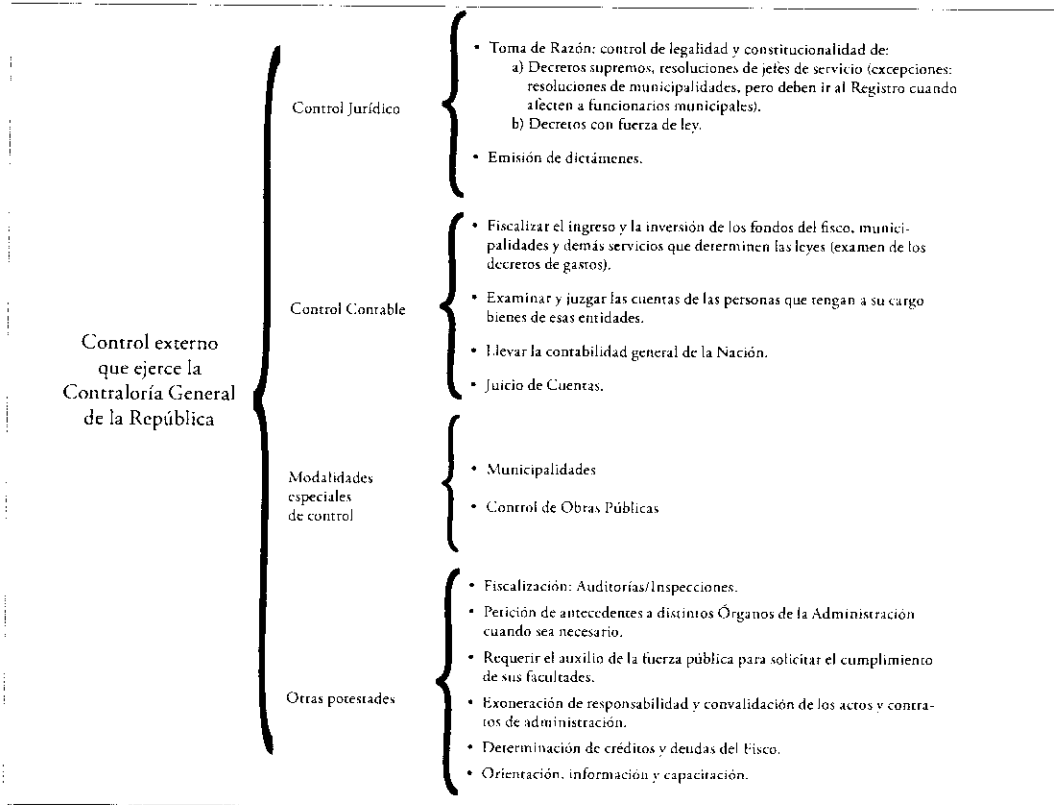 Control externo
que ejerce la
Contraloría General
de la República
Control Jurídico
• Toma de Razón: control de legalidad y constitucionalidad de:
a) Decretos supremos, resoluciones de jefes de servicio (excepciones:
resoluciones de municipalidades, pero deben ir al Registro cuando
afecten a funcionarios municipales).
b) Decretos con fuerza de ley.
• Emisión de dictámenes.
Control Contable
• Fiscalizar el ingreso y la inversión de los fondos del fisco, munici-
palidades y demás servicios que determinen las leyes (examen de los
decretos de gastos).
• Examinar y juzgar las cuentas de las personas que tengan a su cargo
bienes de esas entidades.
• Llevar la contabilidad general de la Nación.
• Juicio de Cuentas.
Modalidades
especiales
de control
• Municipalidades
• Control de Obras Públicas
Otras potestades
• Fiscalización: Auditorías/Inspecciones.
• Petición de antecedentes a distintos Órganos de la Administración
cuando sea necesario.
• Requerir el auxilio de la fuerza pública para solicitar el cumplimiento
de sus facultades.
• Exoneración de responsabilidad y convalidación de los actos y contra-
tos de administración.
• Determinación de créditos y deudas del Fisco.
• Orientación, información y capacitación.